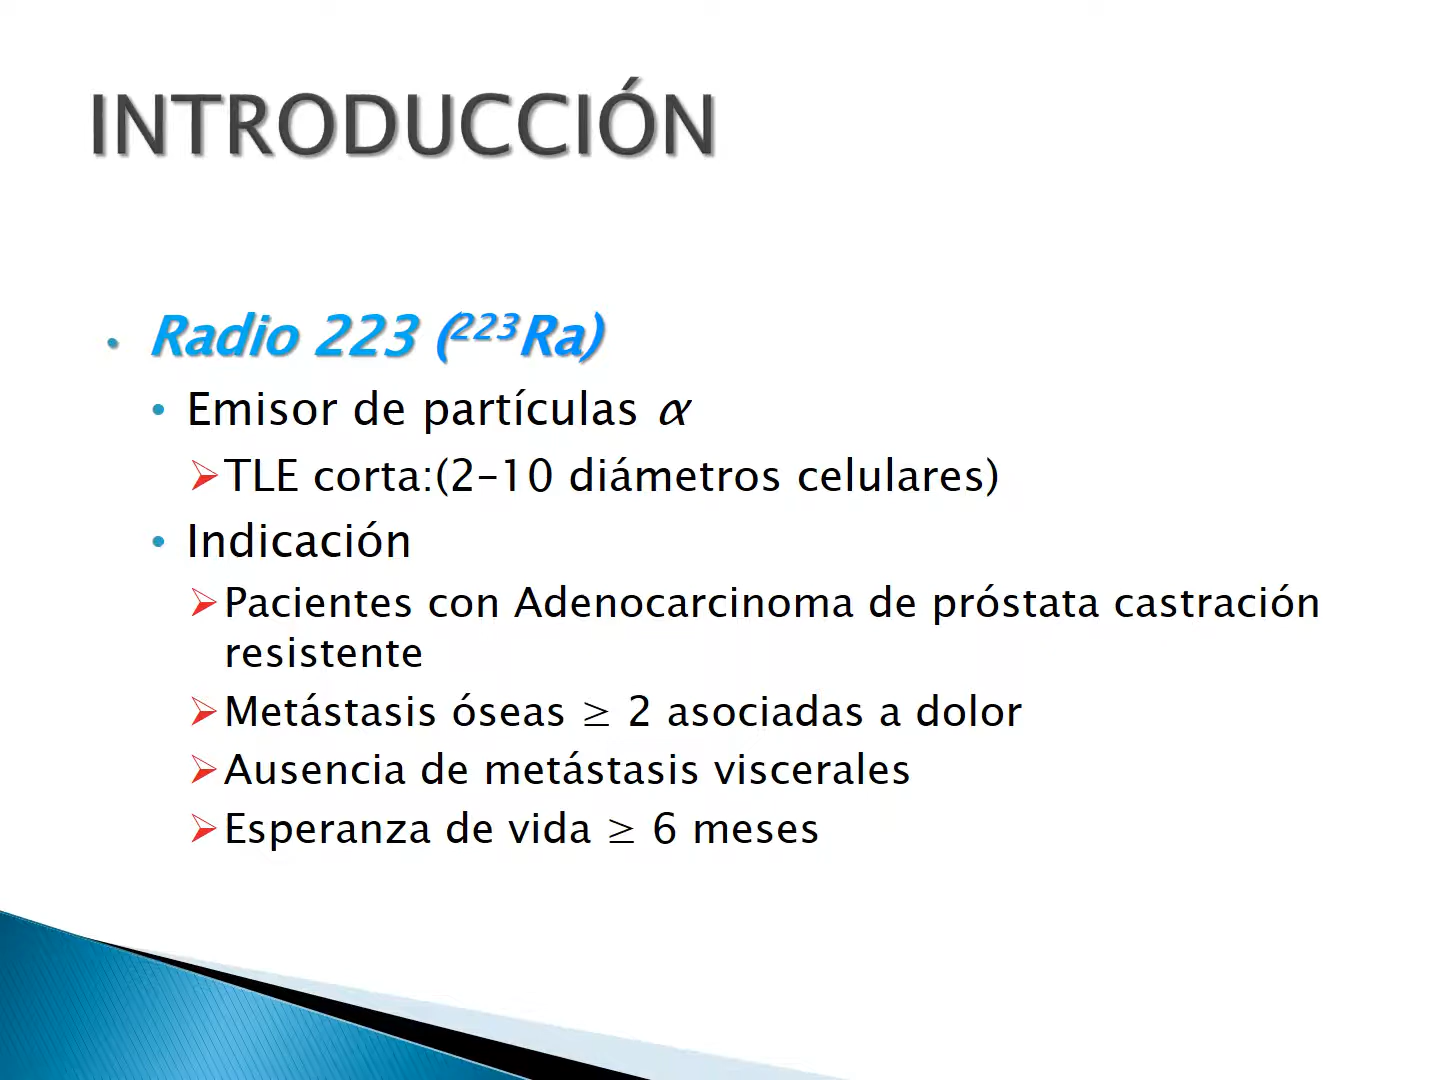 INTRODUCCIÓN
• Radio 223 (²²³Ra)
• Emisor de partículas α
➢TLE corta:(2–10 diámetros celulares)
• Indicación
➢Pacientes con Adenocarcinoma de próstata castración
resistente
➢Metástasis óseas ≥ 2 asociadas a dolor
➢Ausencia de metástasis viscerales
➢Esperanza de vida ≥ 6 meses